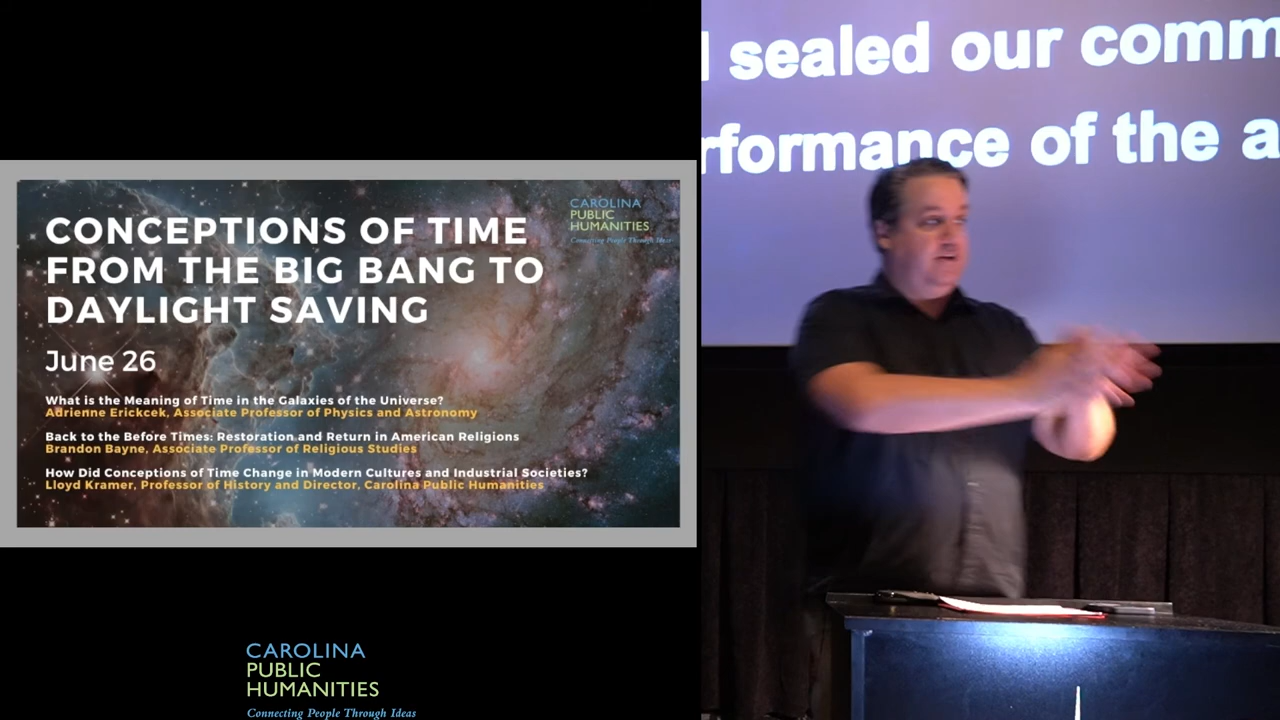 CONCEPTIONS OF TIME
FROM THE BIG BANG TO
DAYLIGHT SAVING
June 26
What is the Meaning of Time in the Galaxies of the Universe?
Adrienne Erickcek, Associate Professor of Physics and Astronomy
Back to the Before Times: Restoration and Return in American Religions
Brandon Bayne, Associate Professor of Religious Studies
How Did Conceptions of Time Change in Modern Cultures and Industrial Societies?
Lloyd Kramer, Professor of History and Director, Carolina Public Humanities
CAROLINA
PUBLIC
HUMANITIES
Connecting People Through Ideas
CAROLINA
PUBLIC
HUMANITIES
Connecting People Through Ideas
sealed our comm
rformance of the a